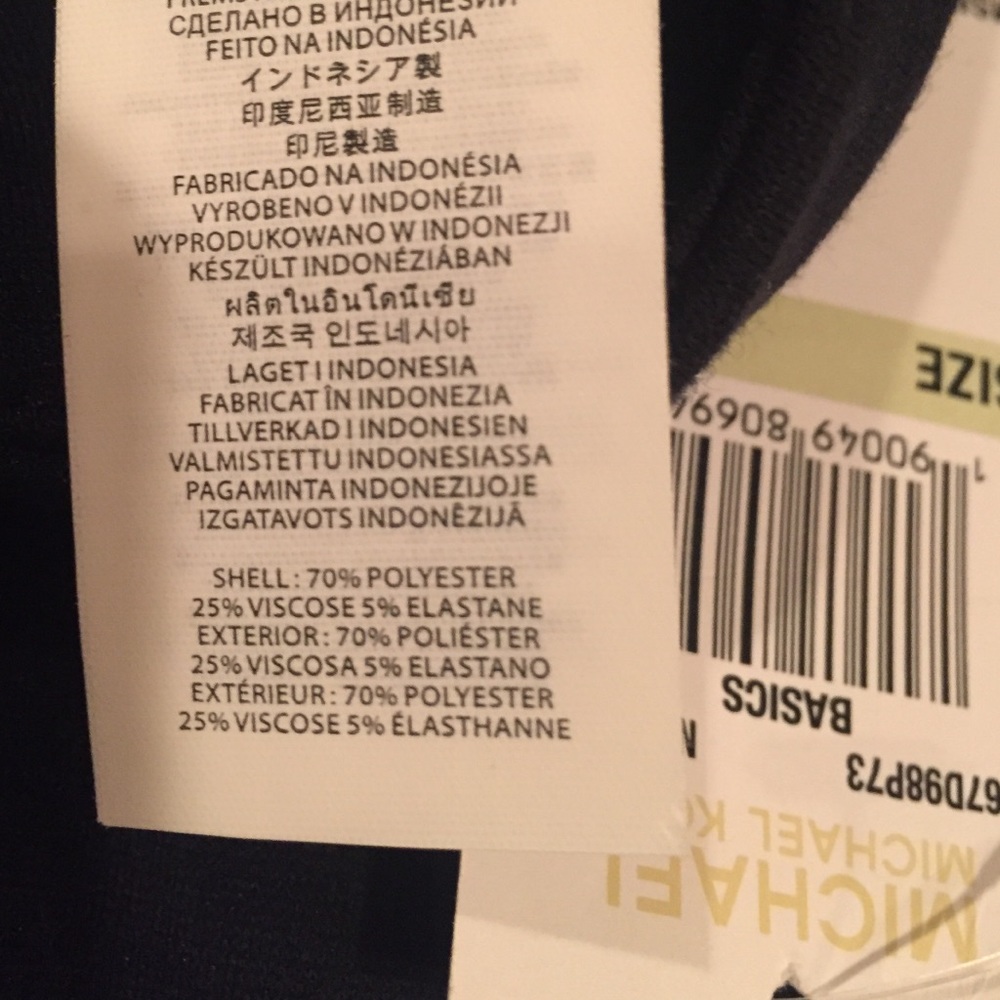 СДЕЛАНО В ИНДОНЕЗИИ
FEITO NA INDONÉSIA
インドネシア製
印度尼西亚制造
印尼製造
FABRICADO NA INDONÉSIA
VYROBENO V INDONÉZII
WYPRODUKOWANO W INDONEZJI
KÉSZÜLT INDONÉZIÁBAN
ผลิตในอินโดนีเซีย
제조국 인도네시아
LAGET I INDONESIA
FABRICAT ÎN INDONEZIA
TILLVERKAD I INDONESIEN
VALMISTETTU INDONESIASSA
PAGAMINTA INDONEZIJOJE
IZGATAVOTS INDONĒZIJĀ
SHELL: 70% POLYESTER
25% VISCOSE 5% ELASTANE
EXTERIOR: 70% POLIÉSTER
25% VISCOSA 5% ELASTANO
EXTÉRIEUR: 70% POLYESTER
25% VISCOSE 5% ÉLASTHANNE
MICHAEL
MICHAEL
67D98P73
BASICS
1 90049 80694
SIZE